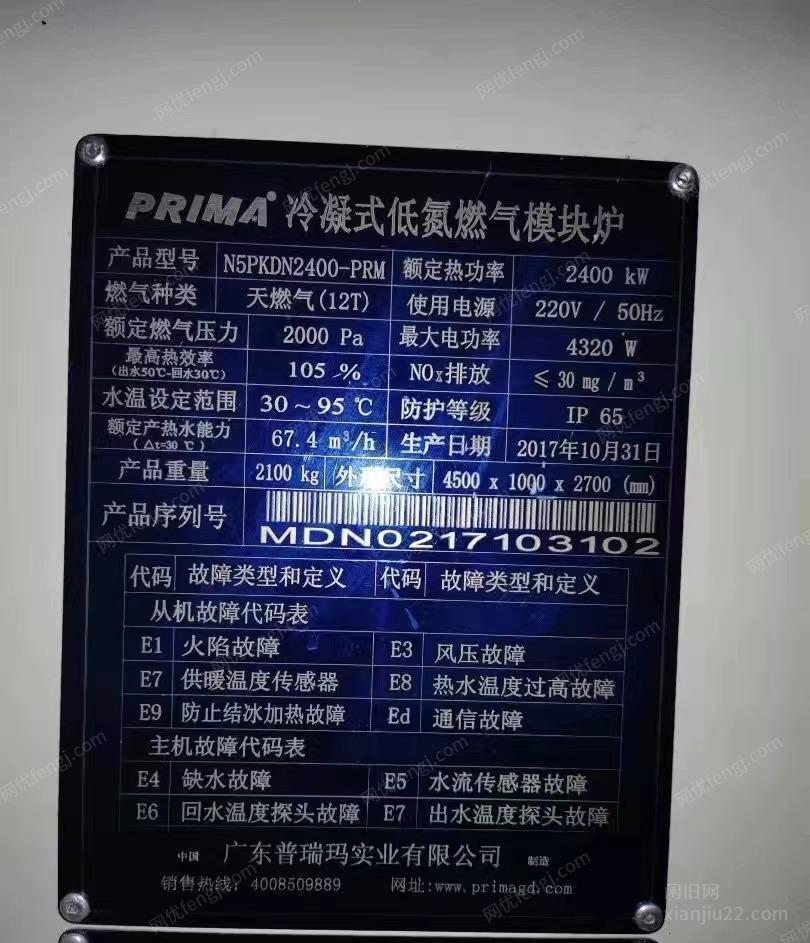 PRIMA® 冷凝式低氮燃气模块炉
产品型号 N5PKDN2400-PRM 额定热功率 2400 kW
燃气种类 天燃气(12T) 使用电源 220V / 50Hz
额定燃气压力 2000 Pa 最大电功率 4320 W
最高热效率 (出水50℃-回水30℃) 105 % NOx排放 ≤ 30 mg / m³
水温设定范围 30～95 ℃ 防护等级 IP 65
额定产热水能力 (△t=30 ℃) 67.4 m³/h 生产日期 2017年10月31日
产品重量 2100 kg 外形尺寸 4500 x 1000 x 2700 (mm)
产品序列号 MDN0217103102
代码 故障类型和定义 代码 故障类型和定义
从机故障代码表
E1 火陷故障 E3 风压故障
E7 供暖温度传感器 E8 热水温度过高故障
E9 防止结冰加热故障 Ed 通信故障
主机故障代码表
E4 缺水故障 E5 水流传感器故障
E6 回水温度探头故障 E7 出水温度探头故障
中国 广东普瑞玛实业有限公司 制造
销售热线: 4008509889 网址:www.primagd.com
闲旧网
xianjiu22.com
网优fengj.com